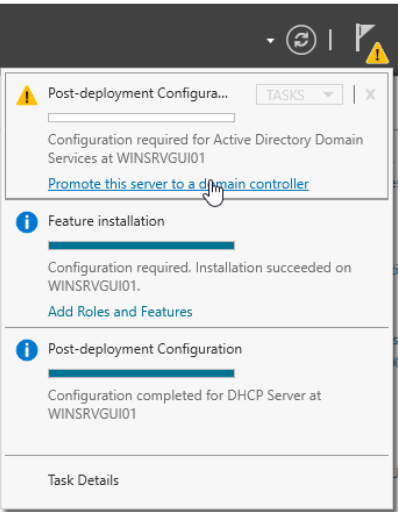 Post-deployment Configura...
TASKS
X
Configuration required for Active Directory Domain
Services at WINSRVGUI01
Promote this server to a domain controller
Feature installation
Configuration required. Installation succeeded on
WINSRVGUI01.
Add Roles and Features
Post-deployment Configuration
Configuration completed for DHCP Server at
WINSRVGUI01
Task Details